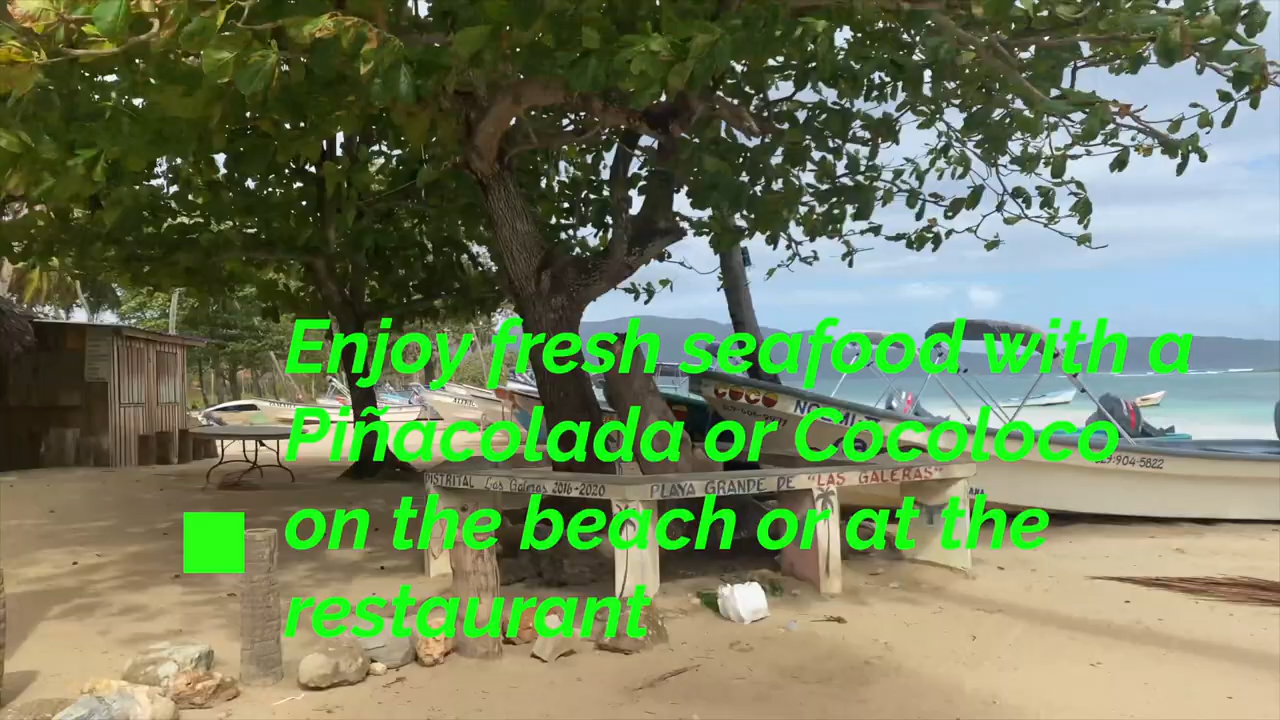 Enjoy fresh seafood with a
Piñacolada or Cocoloco
on the beach or at the
restaurant
COCO
DISTRITAL Las Galeras 2016-2020
PLAYA GRANDE DE "LAS GALERAS"
904-5822